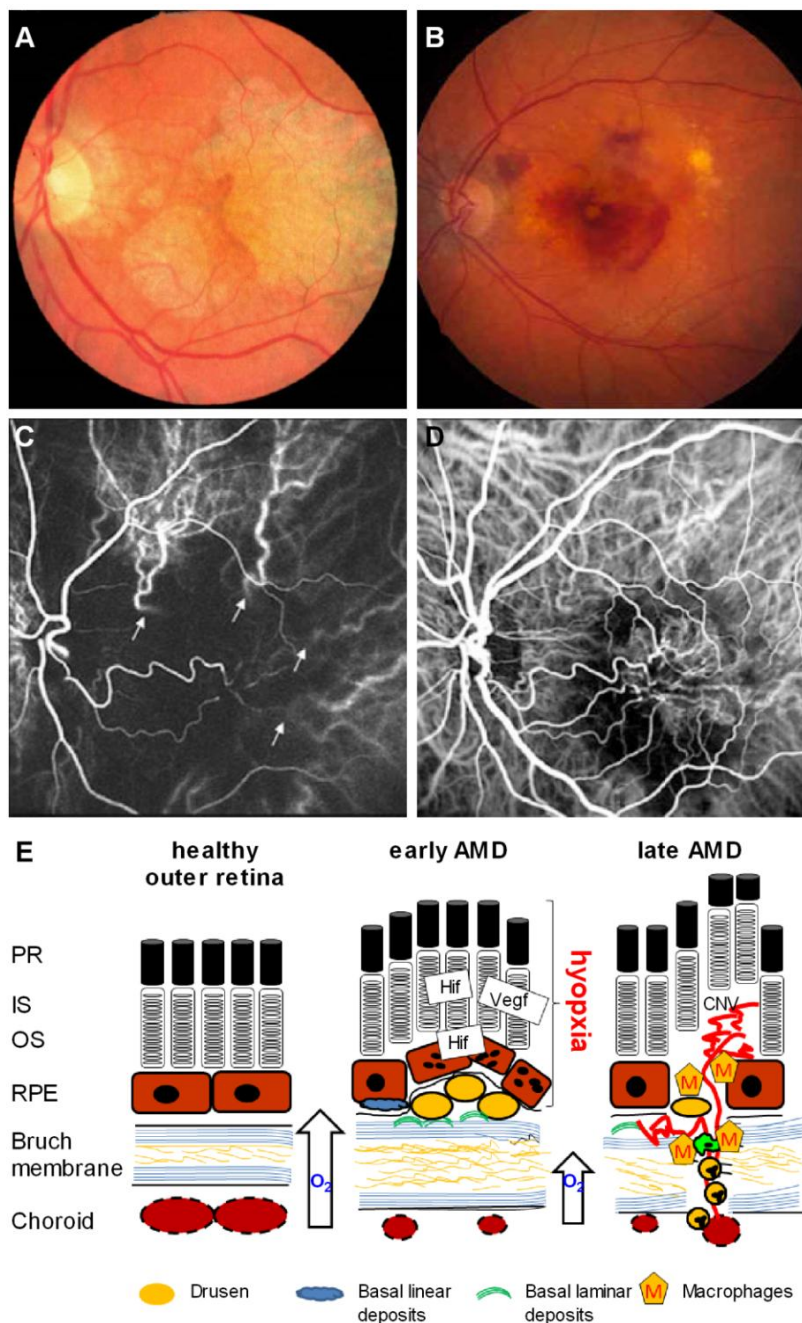 A
B
C
D
E
healthy outer retina
early AMD
late AMD
PR
IS
OS
RPE
Bruch membrane
Choroid
Hif
Vegf
Hif
hyopxia
CNV
M
M
M
M
O2
O2
Drusen
Basal linear deposits
Basal laminar deposits
M
Macrophages